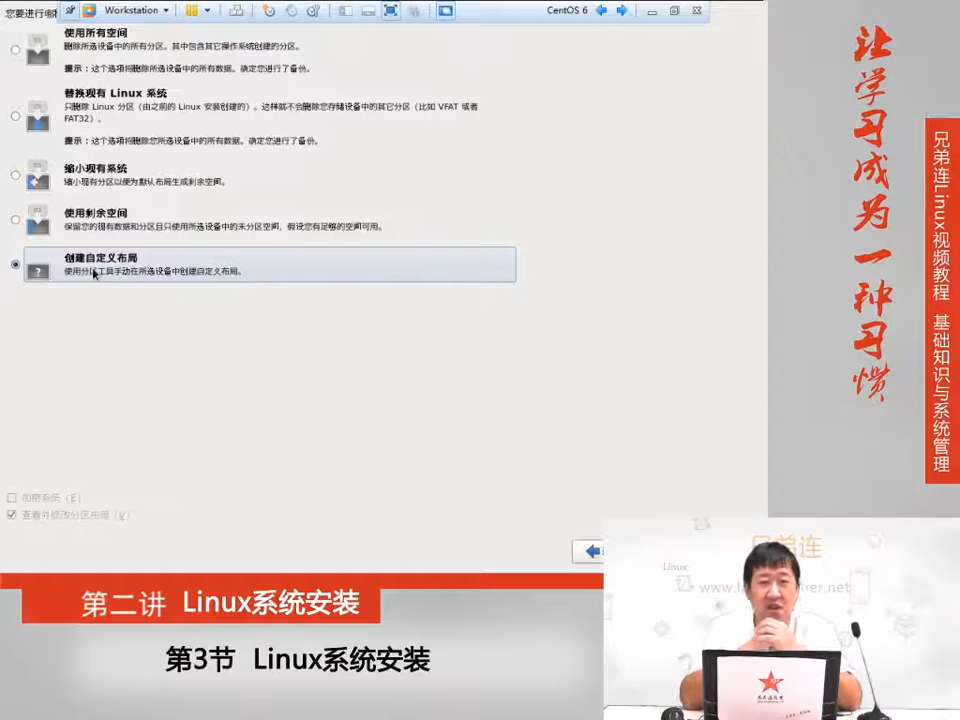 您要进行哪
Workstation
CentOS 6
使用所有空间
删除所选设备中的所有分区。其中包含其它操作系统创建的分区。
提示：这个选项将删除所选设备中的所有数据。确定您进行了备份。
替换现有 Linux 系统
只删除 Linux 分区（由之前的 Linux 安装创建的）。这样就不会删除您存储设备中的其它分区（比如 VFAT 或者
FAT32）。
提示：这个选项将删除您所选设备中的所有数据。确定您进行了备份。
缩小现有系统
缩小现有分区以便为默认布局生成剩余空间。
使用剩余空间
保留您的现有数据和分区且只使用所选设备中的未分区空间，假设您有足够的空间可用。
创建自定义布局
使用分区工具手动在所选设备中创建自定义布局。
加密系统（E）
查看并修改分区布局（V）
让学习成为一种习惯
兄弟连Linux视频教程 基础知识与系统管理
第二讲 Linux系统安装
第3节 Linux系统安装
Linux